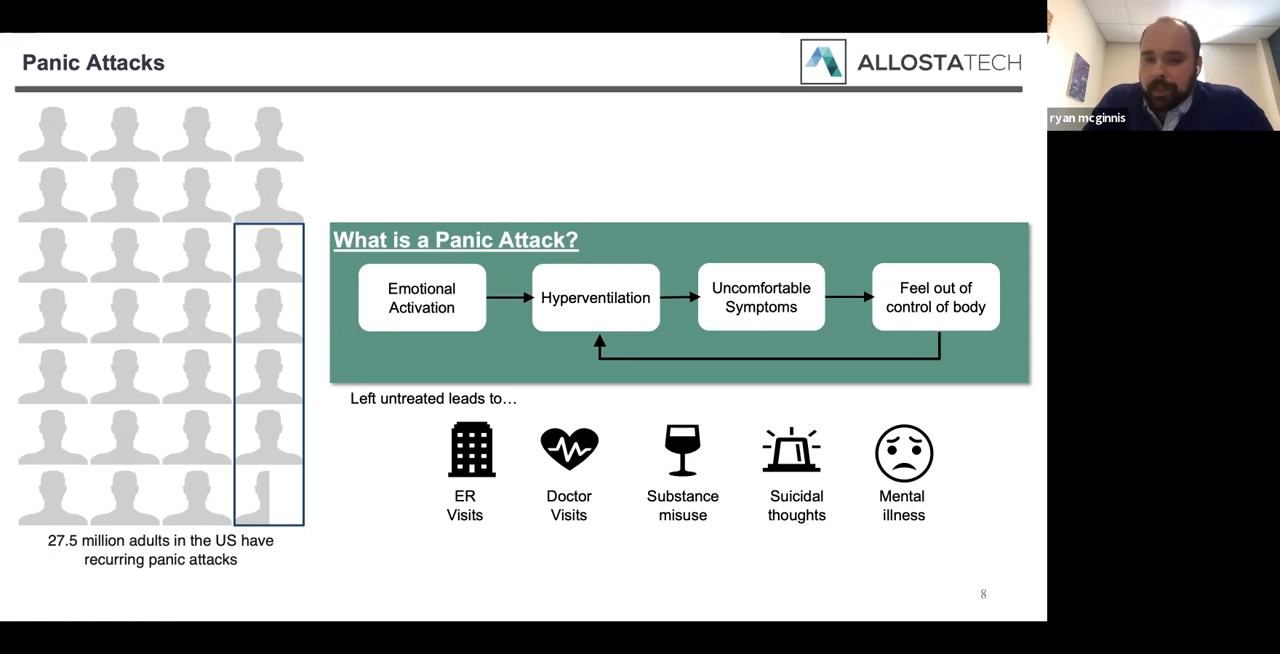 Panic Attacks
ALLOSTATECH
ryan mcginnis
What is a Panic Attack?
Emotional
Activation
Hyperventilation
Uncomfortable
Symptoms
Feel out of
control of body
Left untreated leads to…
ER
Visits
Doctor
Visits
Substance
misuse
Suicidal
thoughts
Mental
illness
27.5 million adults in the US have
recurring panic attacks
8